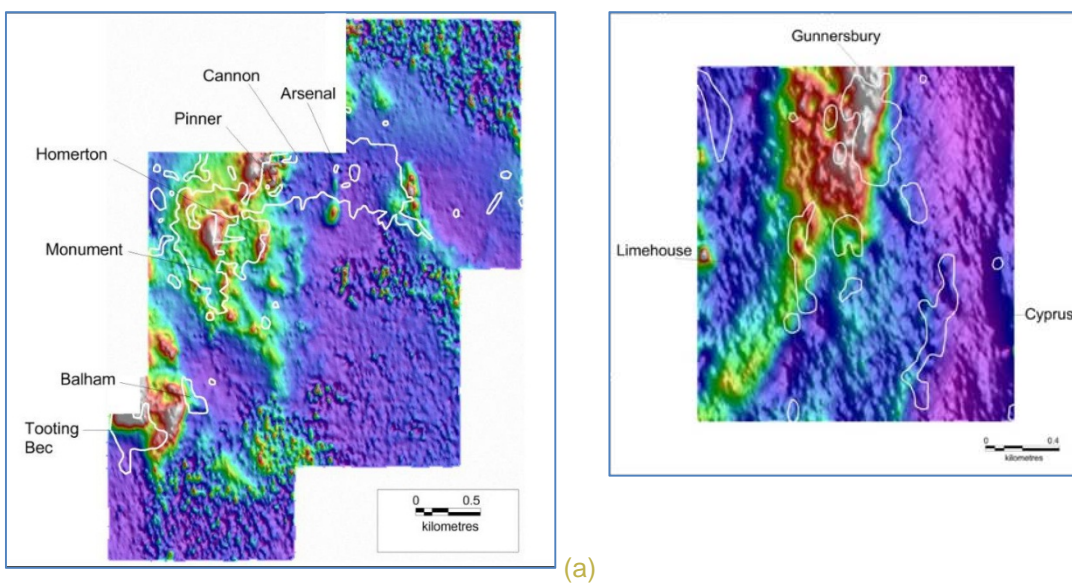 Cannon
Arsenal
Pinner
Homerton
Monument
Balham
Tooting
Bec
0 0.5
kilometres
(a)
Gunnersbury
Limehouse
Cyprus
0 0.4
kilometres